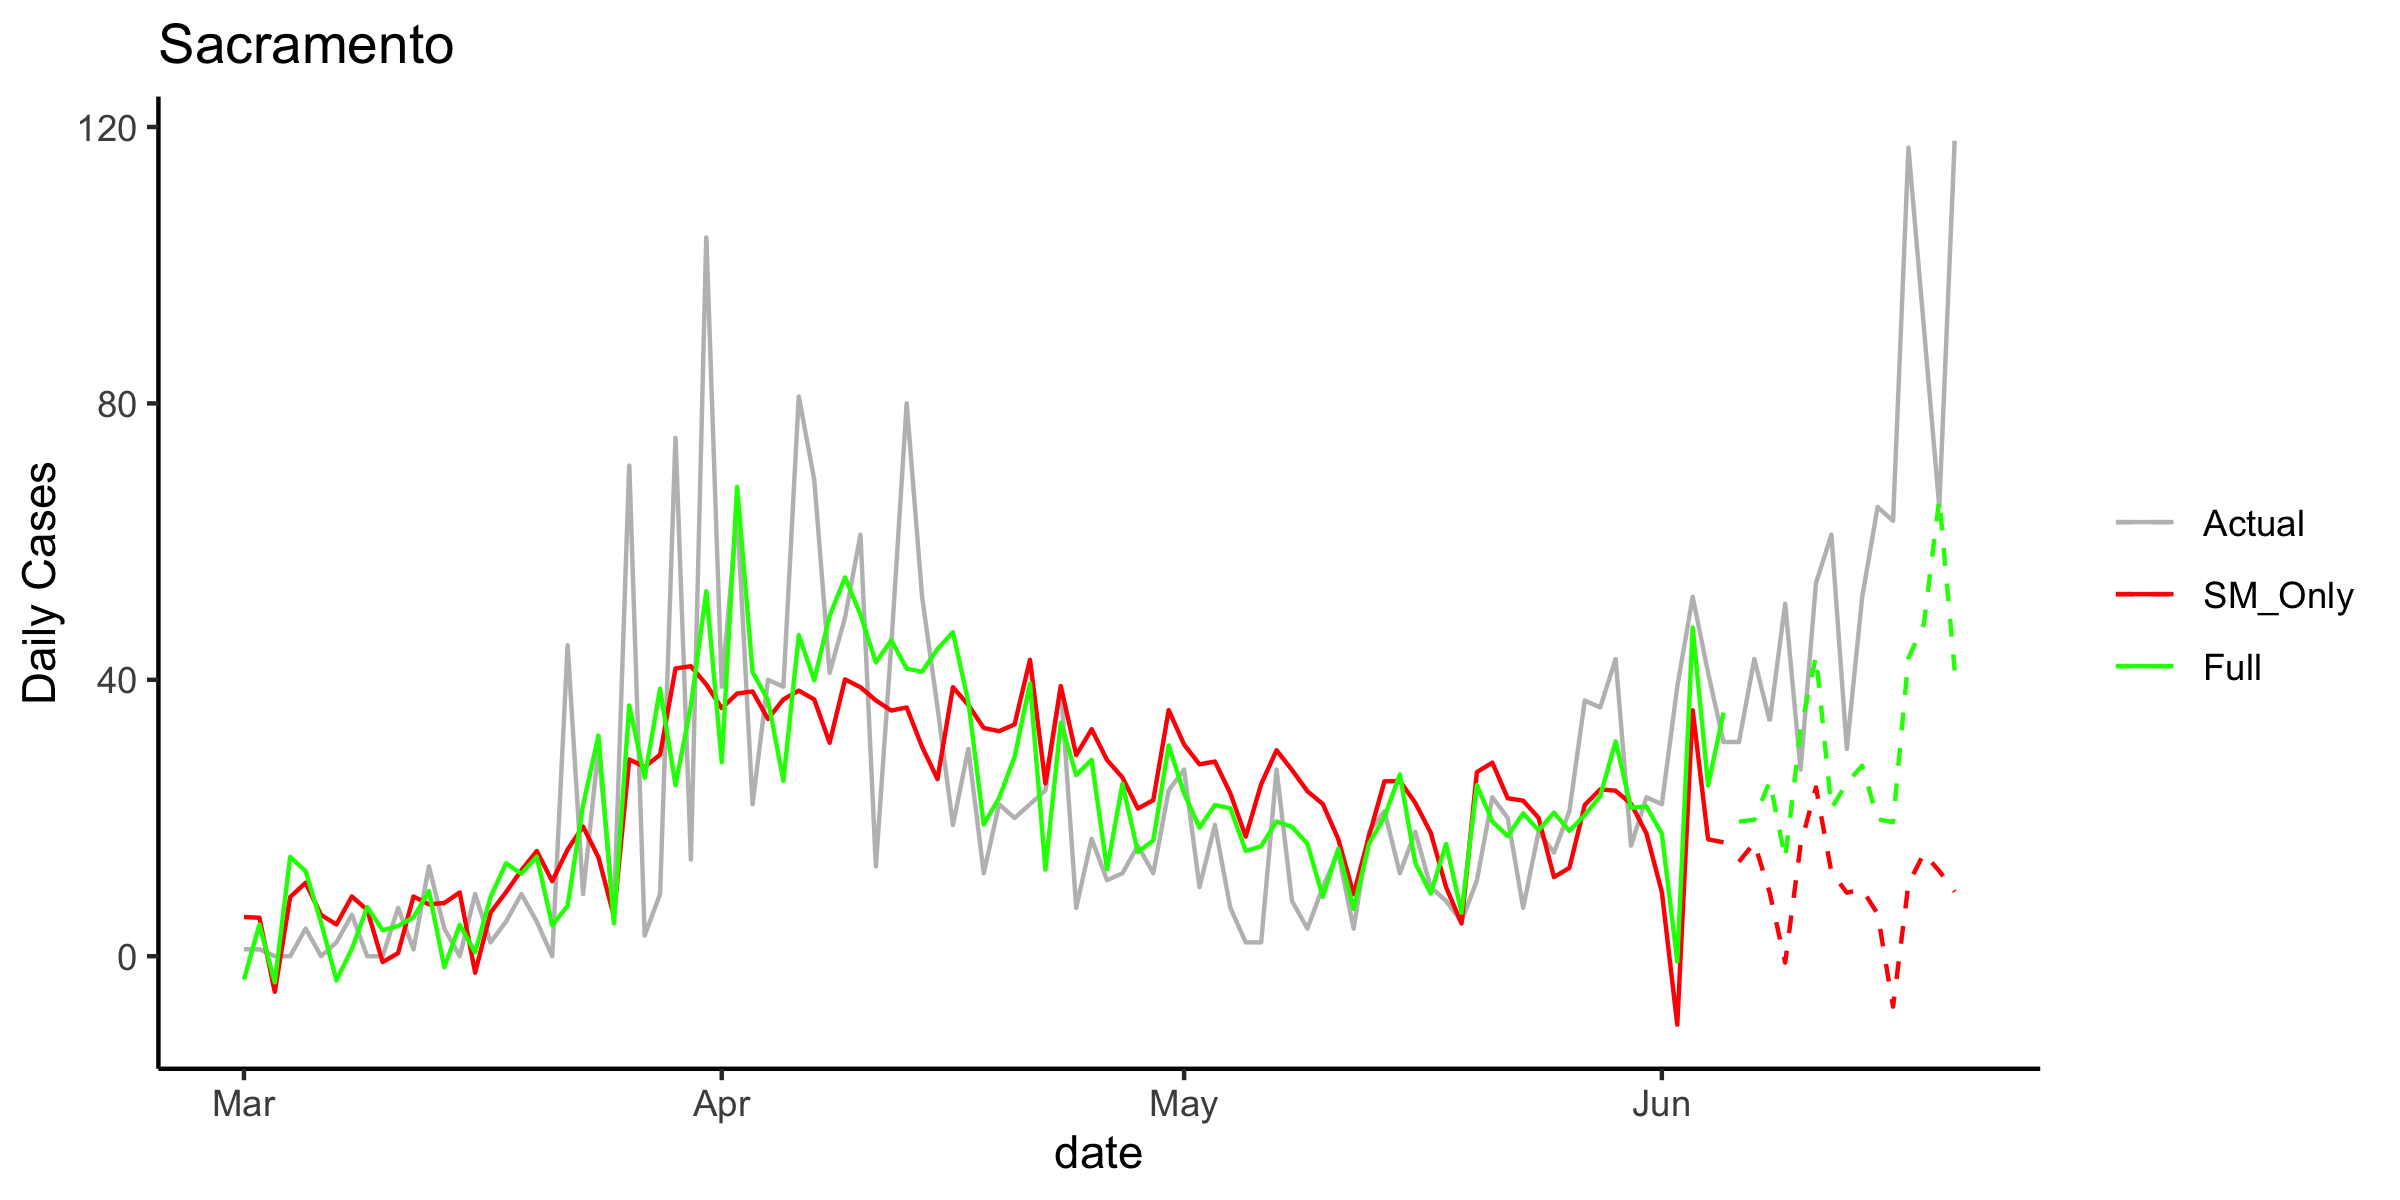 Sacramento
120
80
40
0
Daily Cases
Mar
Apr
May
Jun
date
Actual
SM_Only
Full